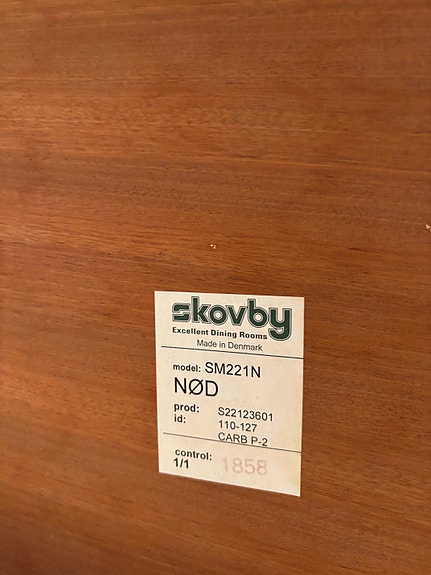 skovby
Excellent Dining Rooms
Made in Denmark
model: SM221N
NØD
prod: S22123601
id: 110-127
CARB P-2
control:
1/1 1858